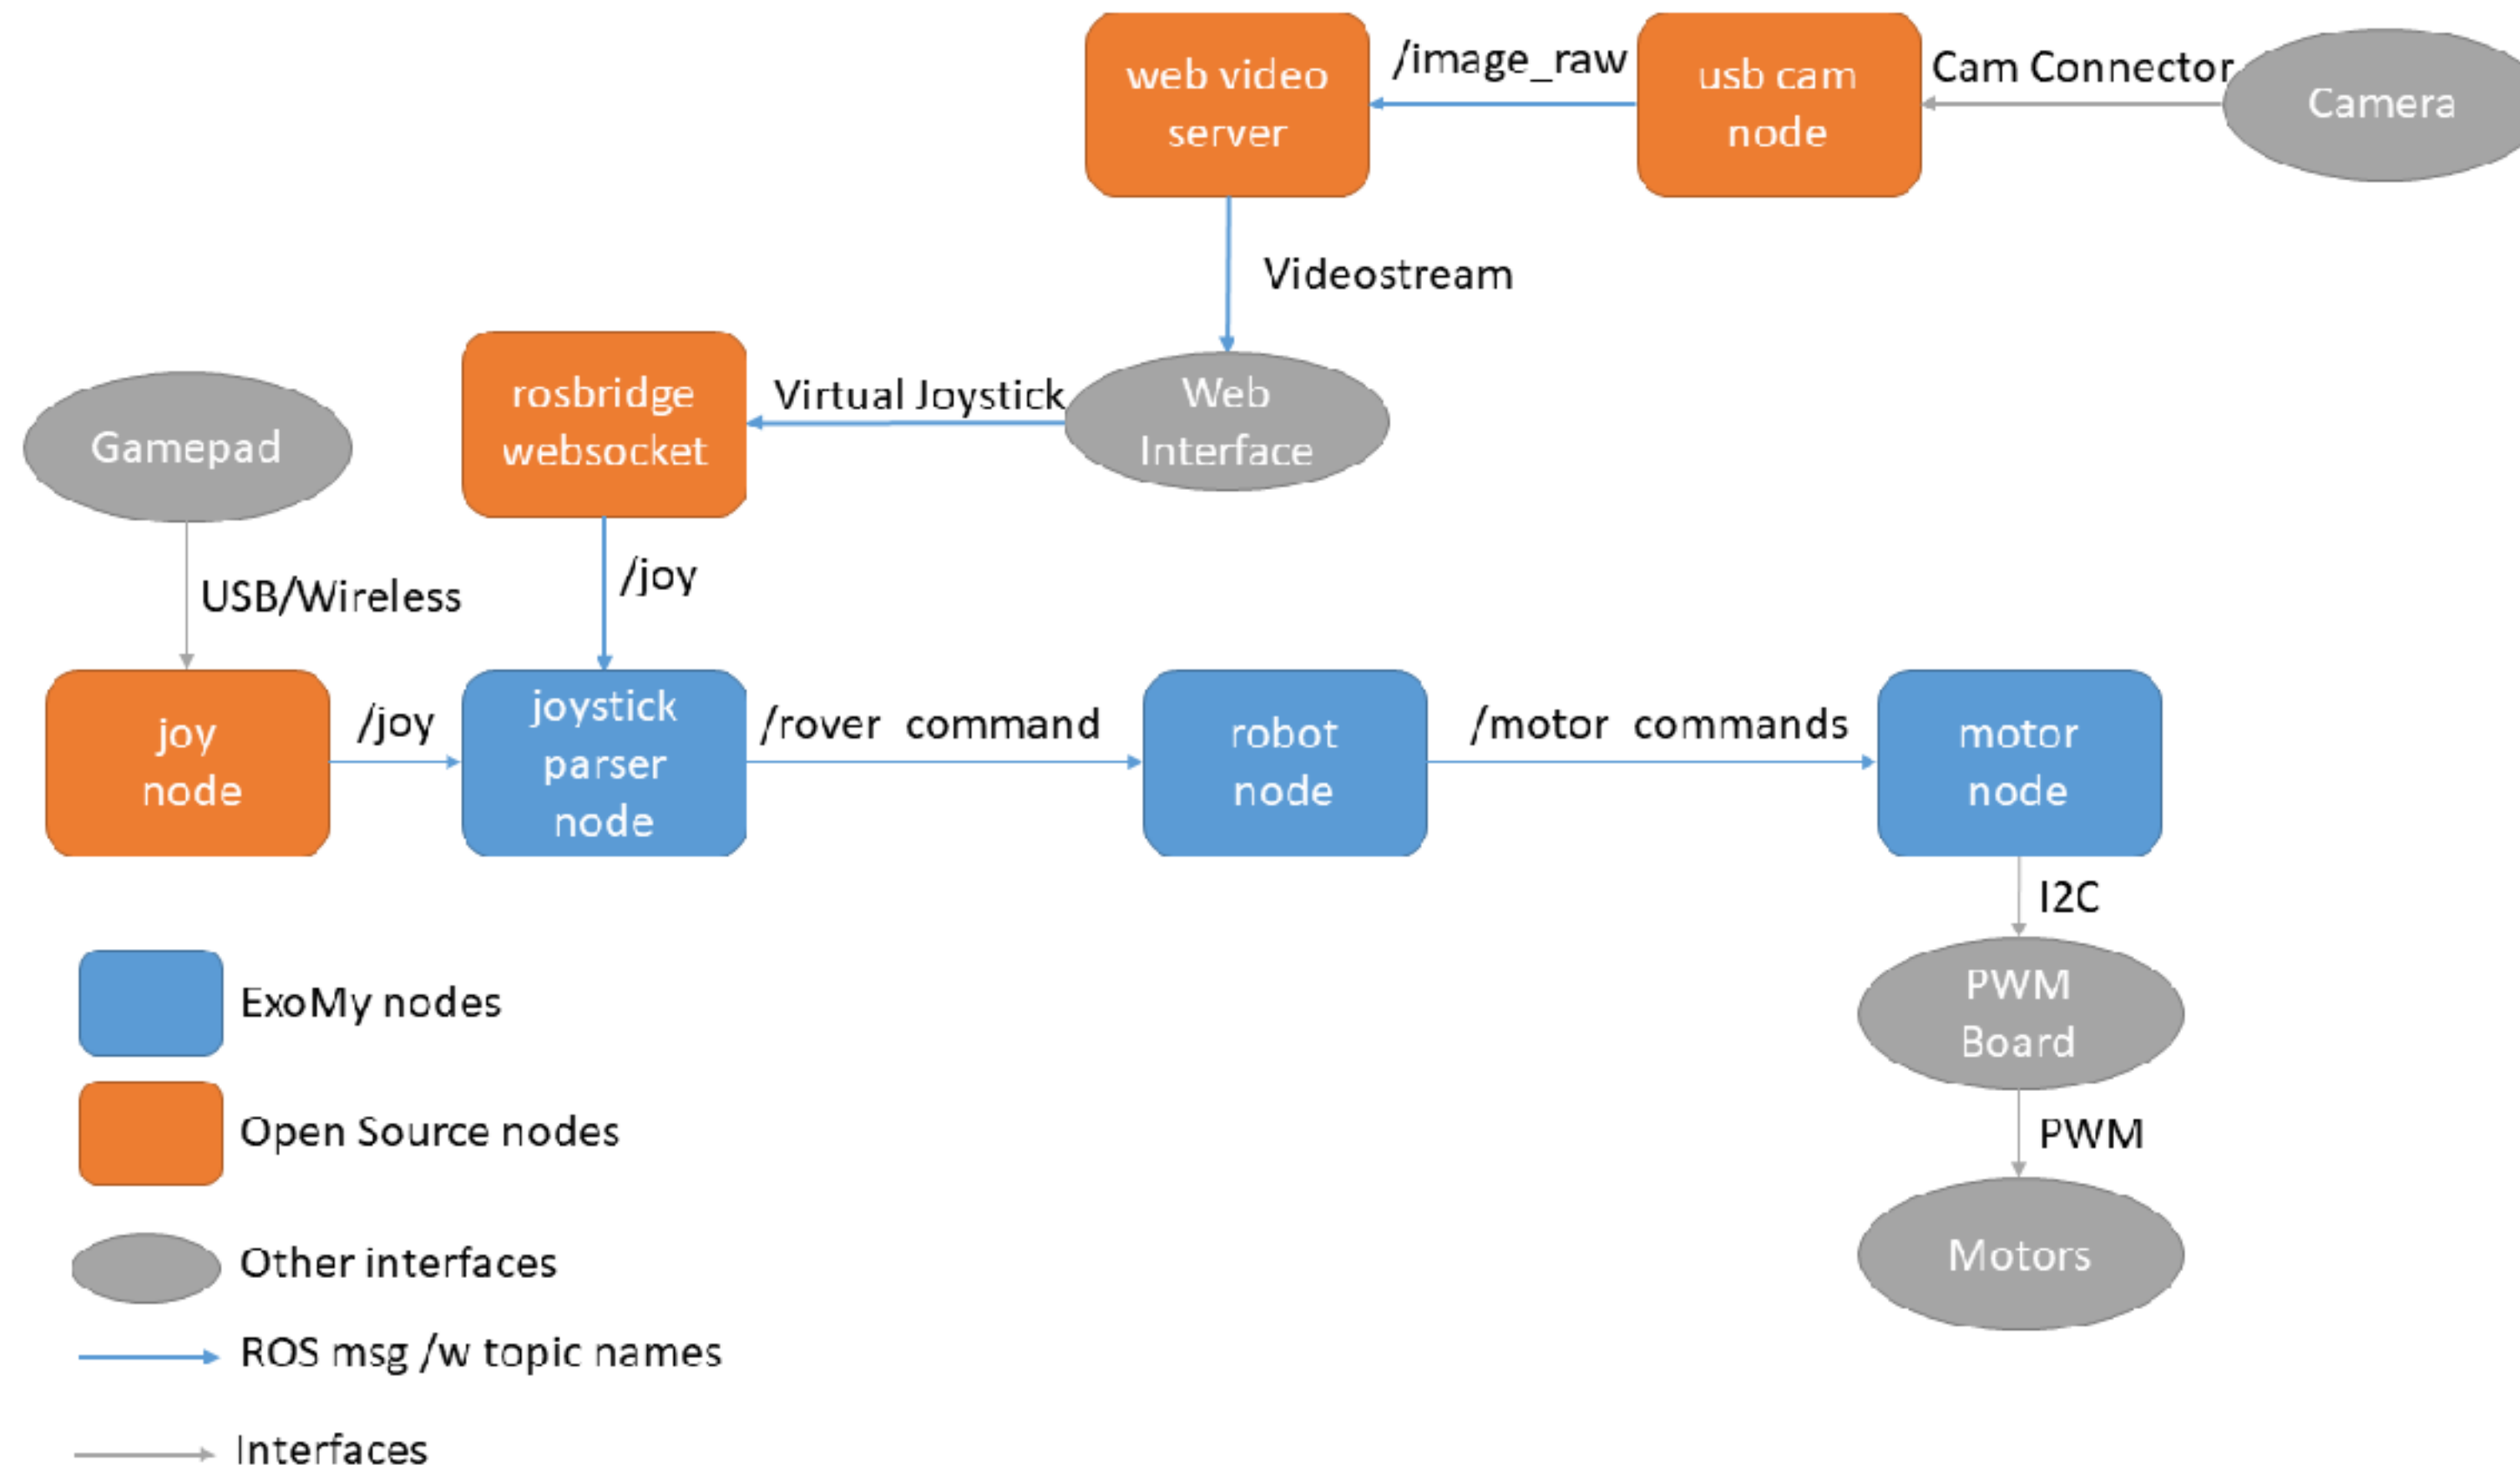 web video
server
/image_raw
usb cam
node
Cam Connector
Camera
Videostream
rosbridge
websocket
Virtual Joystick
Web
Interface
Gamepad
USB/Wireless
/joy
joy
node
/joy
joystick
parser
node
/rover command
robot
node
/motor commands
motor
node
I2C
PWM
Board
PWM
Motors
ExoMy nodes
Open Source nodes
Other interfaces
ROS msg /w topic names
Interfaces